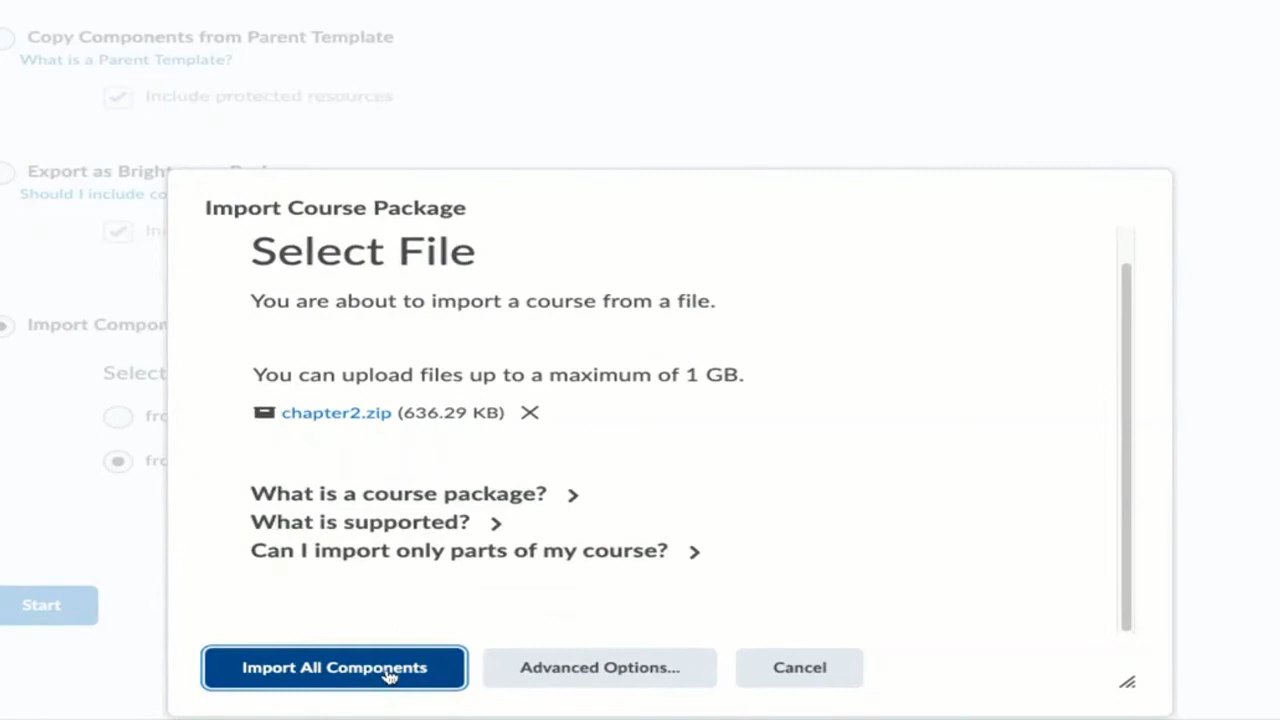 Copy Components from Parent Template
What is a Parent Template?
Include protected resources
Export as
Should I include
Import Course Package
Select File
You are about to import a course from a file.
Import
You can upload files up to a maximum of 1 GB.
Select
chapter2.zip (636.29 KB)
What is a course package?
What is supported?
Can I import only parts of my course?
Start
Import All Components
Advanced Options...
Cancel